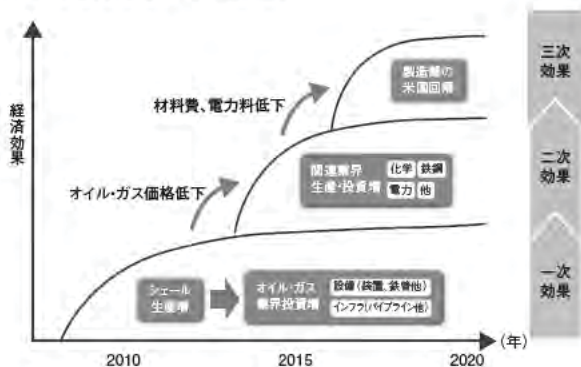 経済効果
三次
効果
製造業の
米国回帰
材料費、電力料低下
二次
効果
関連業界
生産・投資増
化学 鉄鋼
電力 他
オイル・ガス価格低下
一次
効果
シェール
生産増
オイル・ガス
業界投資増
設備(装置、鉄管他)
インフラ(パイプライン他)
2010 2015 2020 (年)